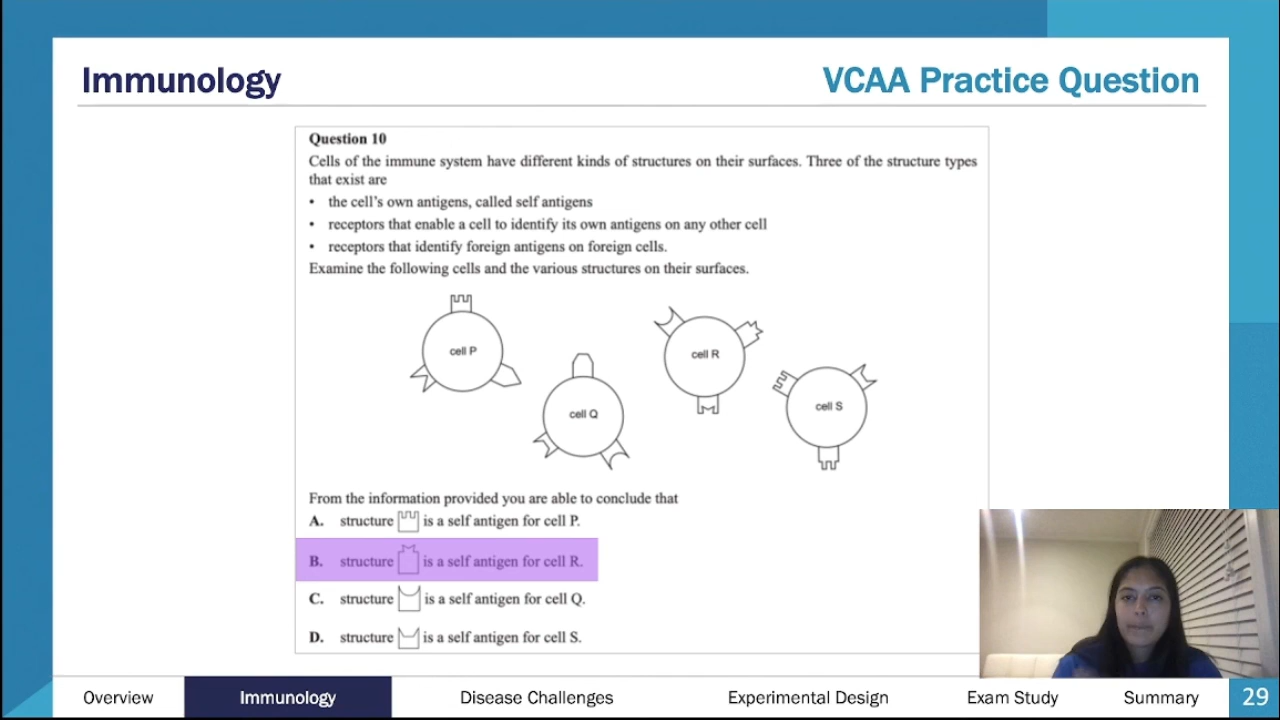 Immunology
VCAA Practice Question
Question 10
Cells of the immune system have different kinds of structures on their surfaces. Three of the structure types
that exist are
• the cell's own antigens, called self antigens
• receptors that enable a cell to identify its own antigens on any other cell
• receptors that identify foreign antigens on foreign cells.
Examine the following cells and the various structures on their surfaces.
cell P
cell R
cell Q
cell S
From the information provided you are able to conclude that
A. structure is a self antigen for cell P.
B. structure is a self antigen for cell R.
C. structure is a self antigen for cell Q.
D. structure is a self antigen for cell S.
Overview Immunology Disease Challenges Experimental Design Exam Study Summary 29